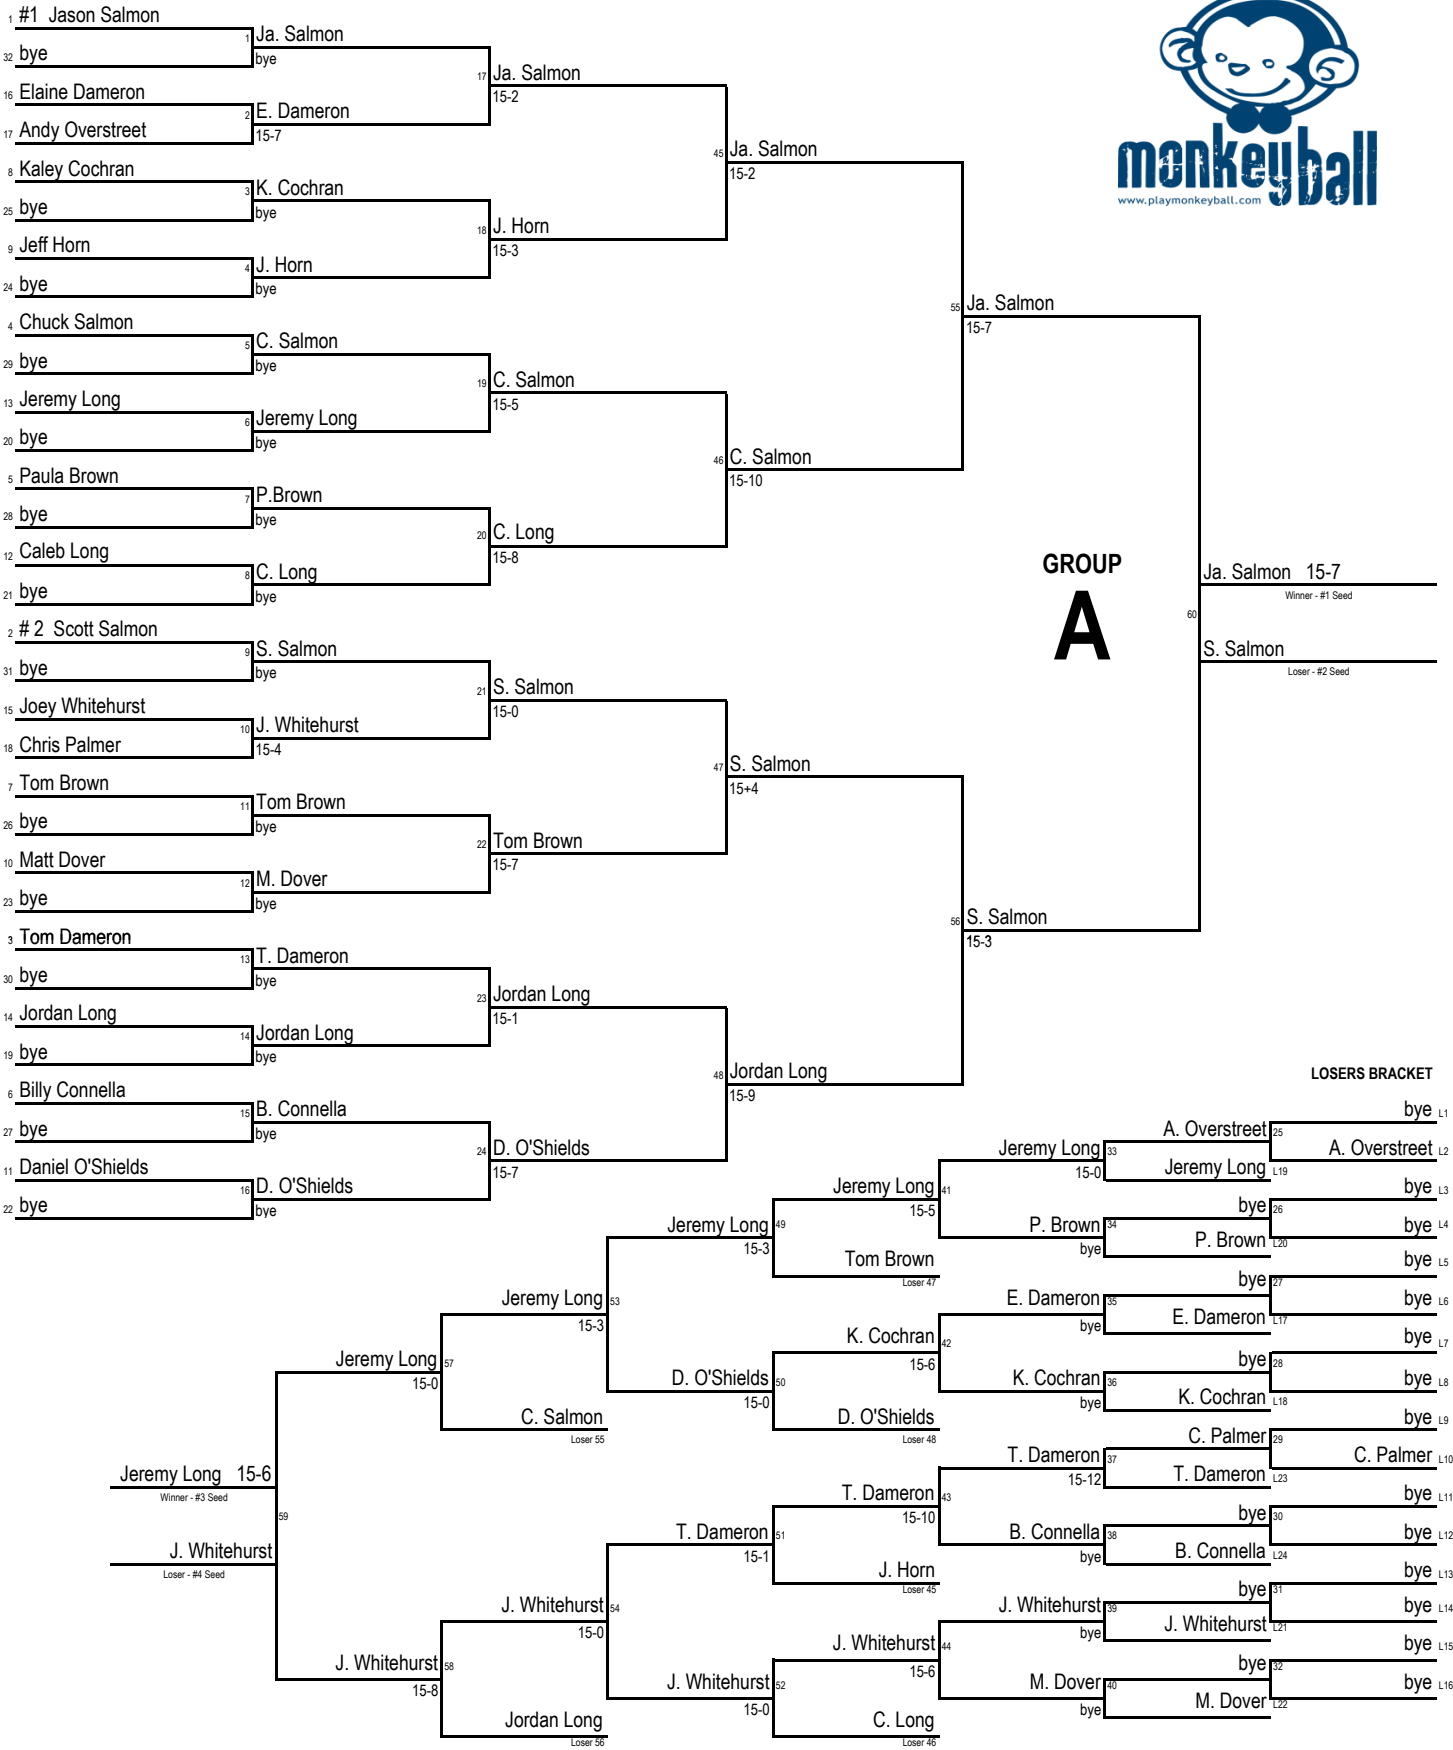 monkeyball
www.playmonkeyball.com
1 #1 Jason Salmon
32 bye
16 Elaine Dameron
17 Andy Overstreet
8 Kaley Cochran
25 bye
9 Jeff Horn
24 bye
4 Chuck Salmon
29 bye
13 Jeremy Long
20 bye
5 Paula Brown
28 bye
12 Caleb Long
21 bye
2 # 2 Scott Salmon
31 bye
15 Joey Whitehurst
18 Chris Palmer
7 Tom Brown
26 bye
10 Matt Dover
23 bye
3 Tom Dameron
30 bye
14 Jordan Long
19 bye
6 Billy Connella
27 bye
11 Daniel O'Shields
22 bye
1 Ja. Salmon
bye
2 E. Dameron
15-7
3 K. Cochran
bye
4 J. Horn
bye
5 C. Salmon
bye
6 Jeremy Long
bye
7 P.Brown
bye
8 C. Long
bye
9 S. Salmon
bye
10 J. Whitehurst
15-4
11 Tom Brown
bye
12 M. Dover
bye
13 T. Dameron
bye
14 Jordan Long
bye
15 B. Connella
bye
16 D. O'Shields
bye
17 Ja. Salmon
15-2
18 J. Horn
15-3
19 C. Salmon
15-5
20 C. Long
15-8
21 S. Salmon
15-0
22 Tom Brown
15-7
23 Jordan Long
15-1
24 D. O'Shields
15-7
45 Ja. Salmon
15-2
46 C. Salmon
15-10
47 S. Salmon
15+4
48 Jordan Long
15-9
55 Ja. Salmon
15-7
56 S. Salmon
15-3
GROUP
A
60
Ja. Salmon 15-7
Winner - #1 Seed
S. Salmon
Loser - #2 Seed
LOSERS BRACKET
bye L1
A. Overstreet L2
bye L3
bye L4
bye L5
bye L6
bye L7
bye L8
bye L9
C. Palmer L10
bye L11
bye L12
bye L13
bye L14
bye L15
bye L16
A. Overstreet 25
Jeremy Long L19
bye 26
P. Brown L20
bye 27
E. Dameron L17
bye 28
K. Cochran L18
C. Palmer 29
T. Dameron L23
bye 30
B. Connella L24
bye 31
J. Whitehurst L21
bye 32
M. Dover L22
Jeremy Long 33
15-0
P. Brown 34
bye
E. Dameron 35
bye
K. Cochran 36
bye
T. Dameron 37
15-12
B. Connella 38
bye
J. Whitehurst 39
bye
M. Dover 40
bye
Jeremy Long 41
15-5
Tom Brown
Loser 47
K. Cochran 42
15-6
D. O'Shields
Loser 48
T. Dameron 43
15-10
J. Horn
Loser 45
J. Whitehurst 44
15-6
C. Long
Loser 46
Jeremy Long 49
15-3
D. O'Shields 50
15-0
T. Dameron 51
15-1
J. Whitehurst 52
15-0
Jeremy Long 53
15-3
C. Salmon
Loser 55
J. Whitehurst 54
15-0
Jordan Long
Loser 56
Jeremy Long 57
15-0
J. Whitehurst 58
15-8
Jeremy Long 15-6
Winner - #3 Seed
59
J. Whitehurst
Loser - #4 Seed